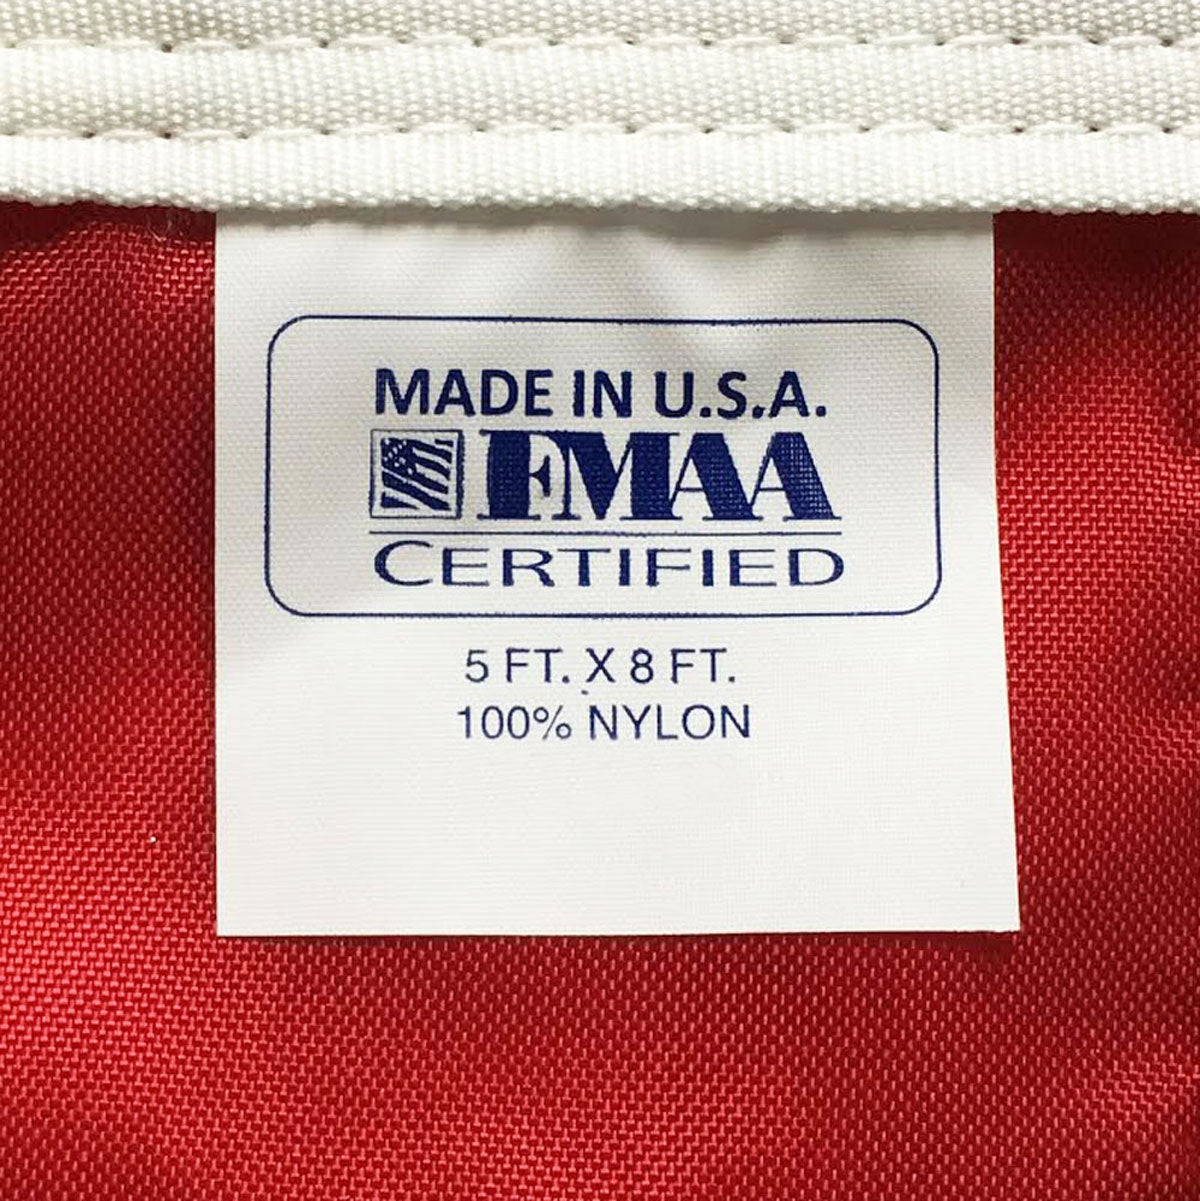 MADE IN U.S.A.
FMAA
CERTIFIED
5 FT. X 8 FT.
100% NYLON